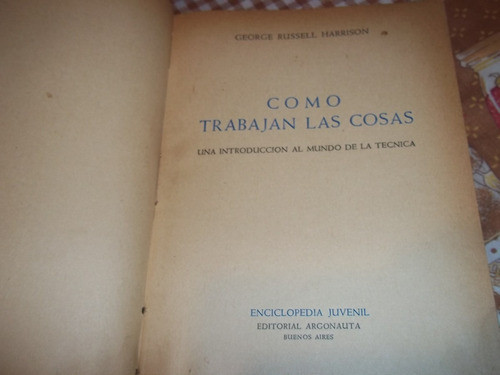 GEORGE RUSSELL HARRISON
COMO
TRABAJAN LAS COSAS
UNA INTRODUCCION AL MUNDO DE LA TECNICA
ENCICLOPEDIA JUVENIL
EDITORIAL ARGONAUTA
BUENOS AIRES